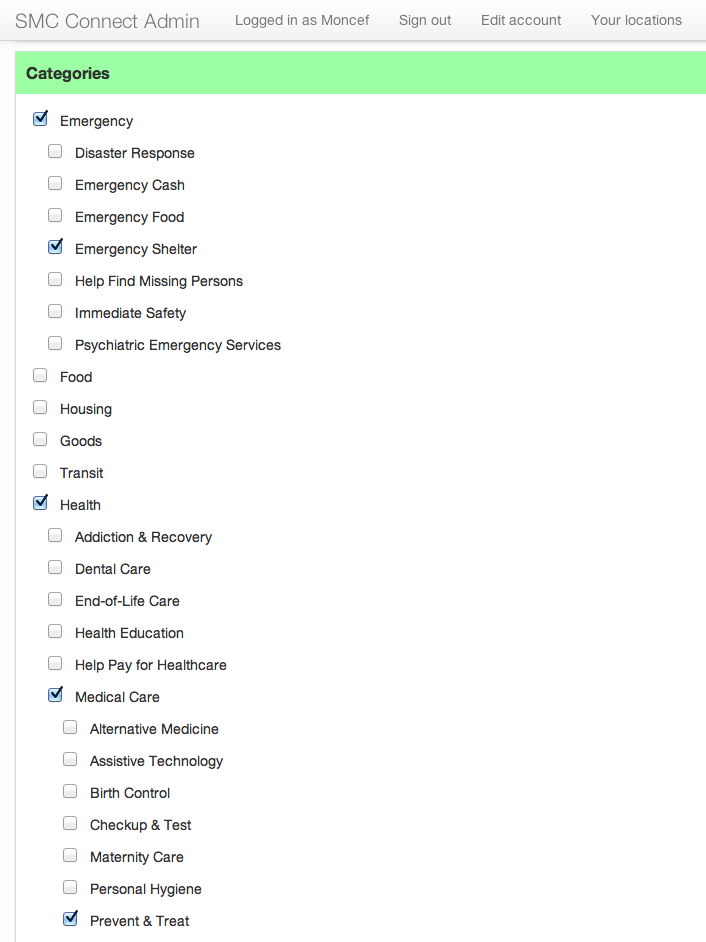 SMC Connect Admin Logged in as Moncef Sign out Edit account Your locations
Categories
Emergency
Disaster Response
Emergency Cash
Emergency Food
Emergency Shelter
Help Find Missing Persons
Immediate Safety
Psychiatric Emergency Services
Food
Housing
Goods
Transit
Health
Addiction & Recovery
Dental Care
End-of-Life Care
Health Education
Help Pay for Healthcare
Medical Care
Alternative Medicine
Assistive Technology
Birth Control
Checkup & Test
Maternity Care
Personal Hygiene
Prevent & Treat